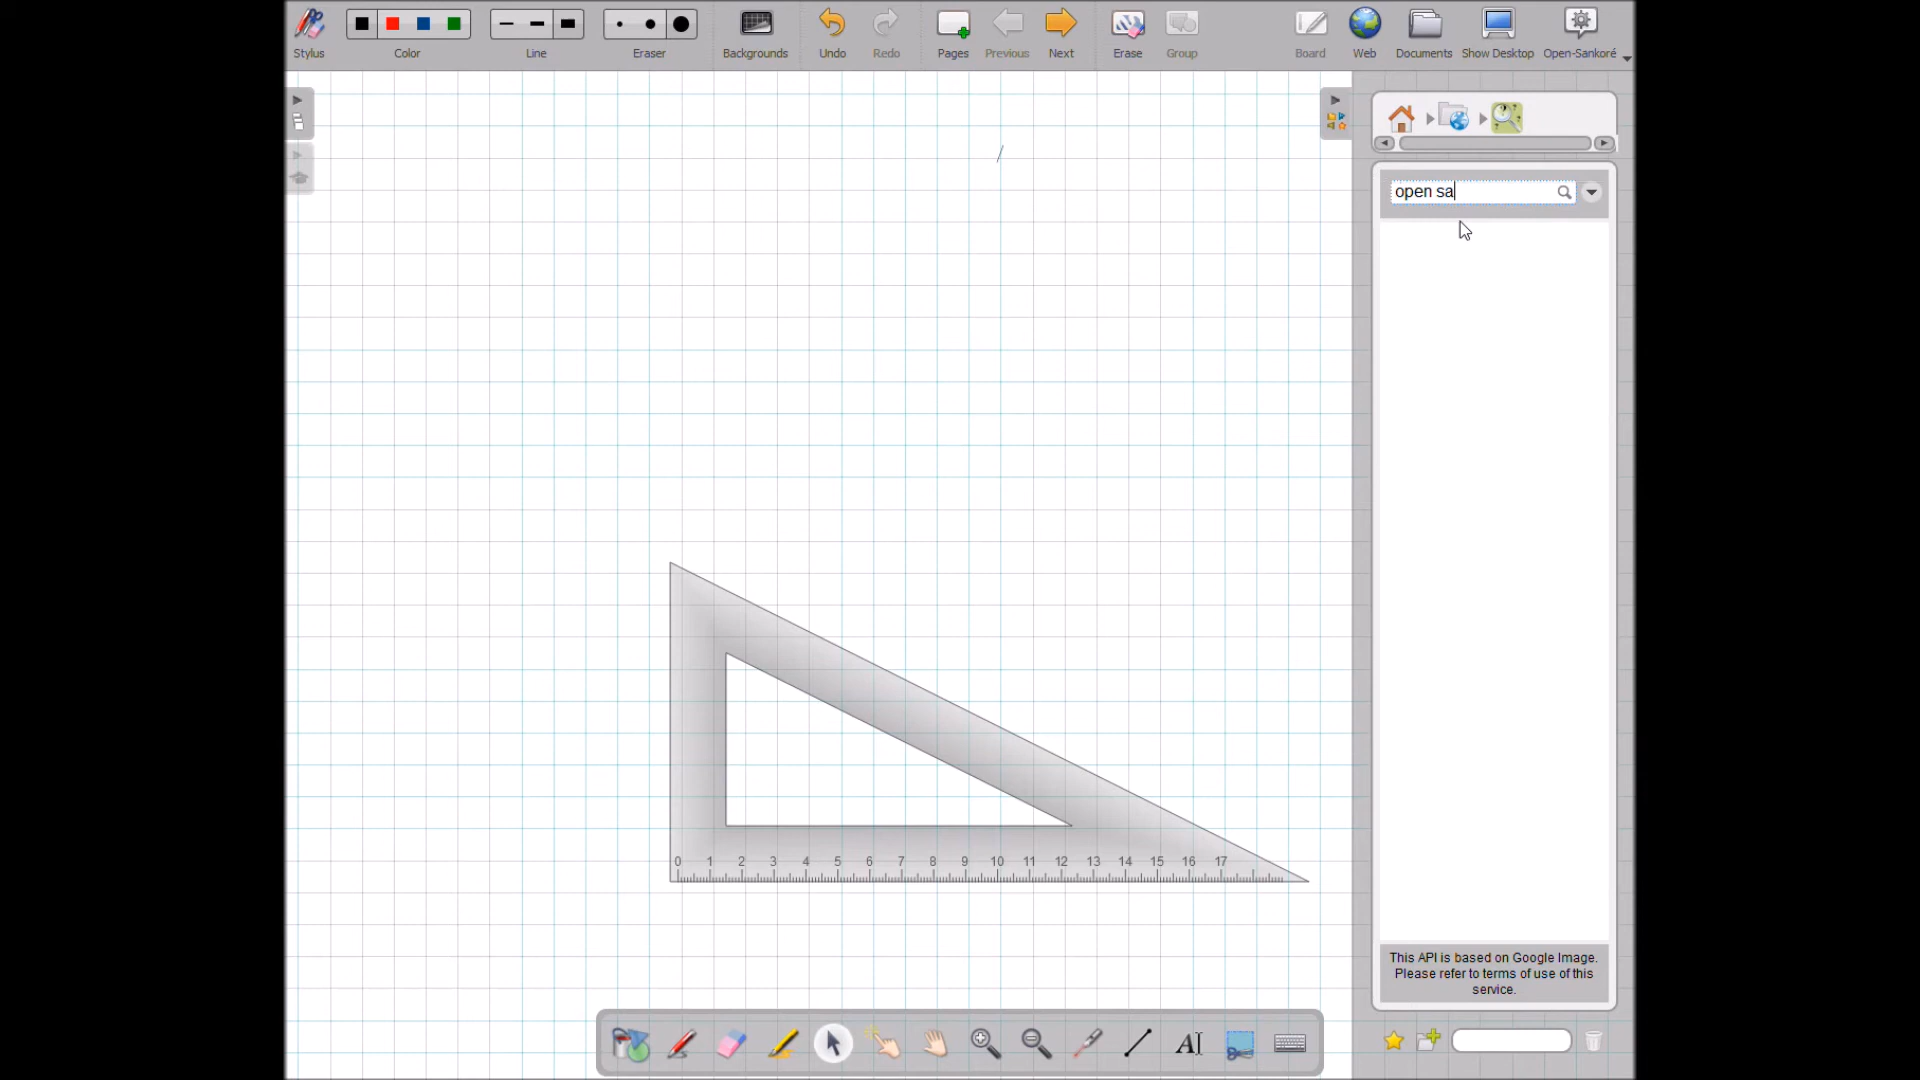 Stylus Color Line Eraser Backgrounds Undo Redo Pages Previous Next Erase Group Board Web Documents Show Desktop Open-Sankoré
open sa
0 1 2 3 4 5 6 7 8 9 10 11 12 13 14 15 16 17
This API is based on Google Image.
Please refer to terms of use of this
service.
AI